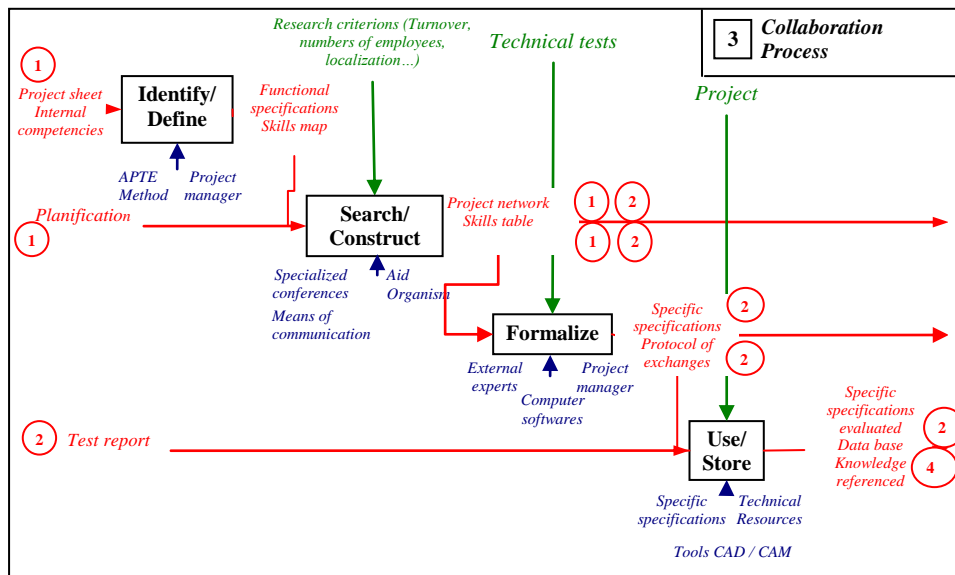 3 Collaboration
Process
Research criterions (Turnover,
numbers of employees,
localization…)
Technical tests
Project
1
Project sheet
Internal
competencies
Identify/
Define
Functional
specifications
Skills map
APTE
Method
Project
manager
Planification
1
Search/
Construct
Project network
Skills table
1 2
1 2
Specialized
conferences
Aid
Organism
Means of
communication
Formalize
Specific
specifications
Protocol of
exchanges
2
2
External
experts
Project
manager
Computer
softwares
2 Test report
Use/
Store
Specific
specifications
evaluated
Data base
Knowledge
referenced
2
4
Specific
specifications
Technical
Resources
Tools CAD / CAM